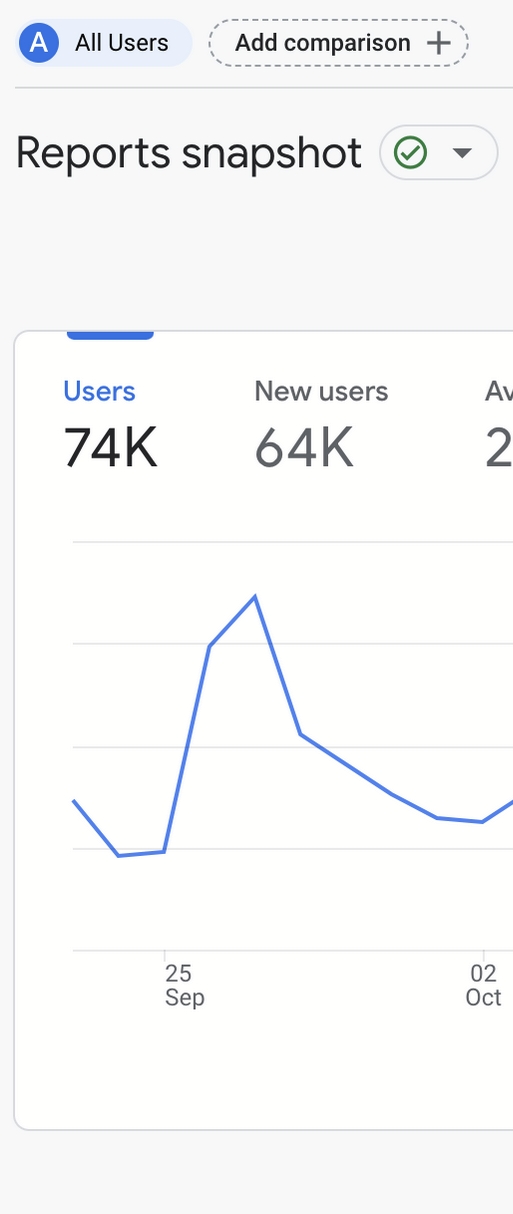 A All Users Add comparison +
Reports snapshot
Users New users Av
74K 64K 2
25 02
Sep Oct